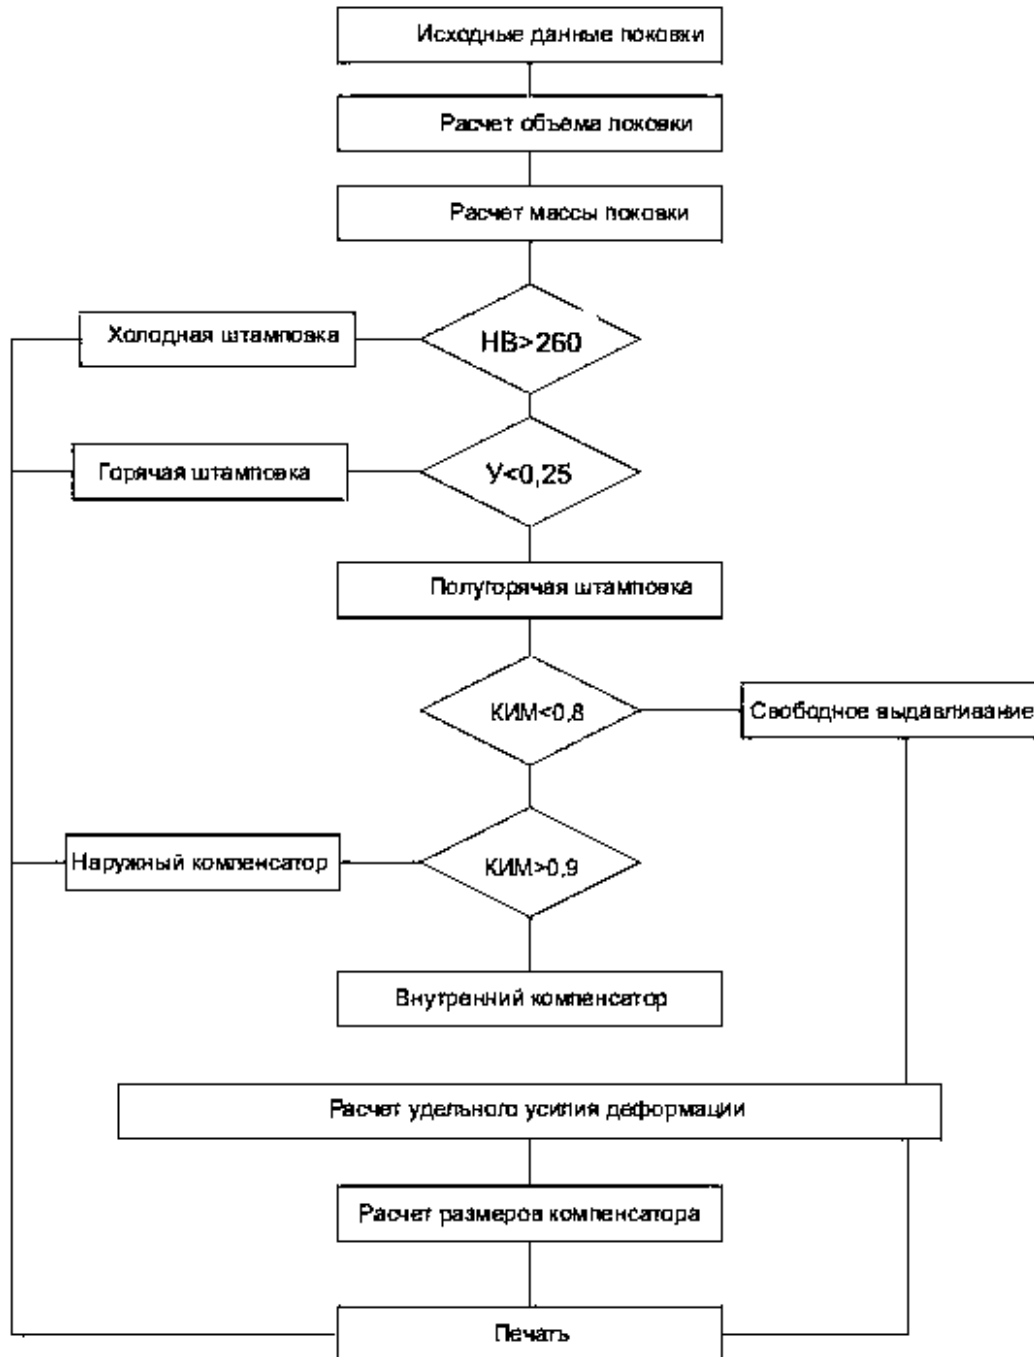 Исходные данные поковки
Расчет объема поковки
Расчет массы поковки
Холодная штамповка
НВ>260
Горячая штамповка
У<0,25
Полугорячая штамповка
КИМ<0,8
Свободное выдавливание
Наружный компенсатор
КИМ>0,9
Внутренний компенсатор
Расчет удельного усилия деформации
Расчет размеров компенсатора
Печать